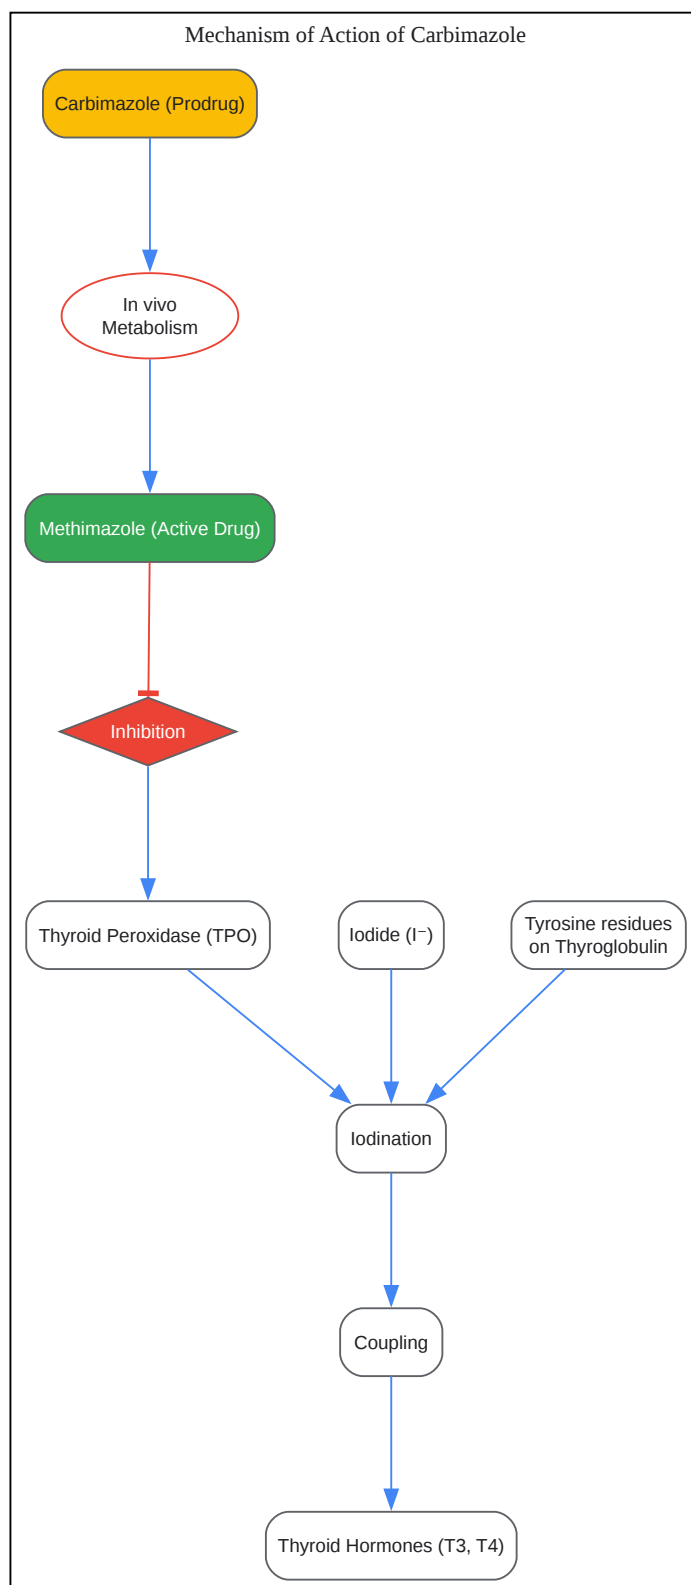 Mechanism of Action of Carbimazole
Carbimazole (Prodrug)
In vivo
Metabolism
Methimazole (Active Drug)
Inhibition
Thyroid Peroxidase (TPO)
Iodide (I⁻)
Tyrosine residues
on Thyroglobulin
Iodination
Coupling
Thyroid Hormones (T3, T4)